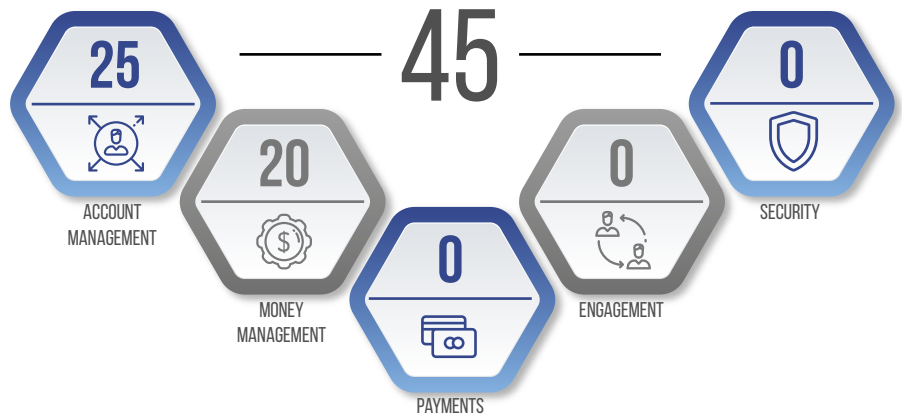 45
25
ACCOUNT
MANAGEMENT
20
$
MONEY
MANAGEMENT
0
PAYMENTS
0
ENGAGEMENT
0
SECURITY